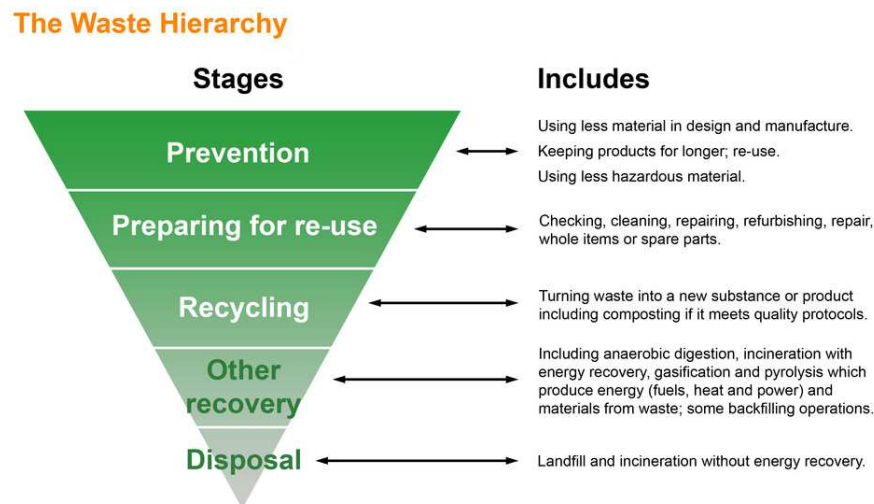 The Waste Hierarchy
Stages
Includes
Prevention
Using less material in design and manufacture.
Keeping products for longer; re-use.
Using less hazardous material.
Preparing for re-use
Checking, cleaning, repairing, refurbishing, repair,
whole items or spare parts.
Recycling
Turning waste into a new substance or product
including composting if it meets quality protocols.
Other
recovery
Including anaerobic digestion, incineration with
energy recovery, gasification and pyrolysis which
produce energy (fuels, heat and power) and
materials from waste; some backfilling operations.
Disposal
Landfill and incineration without energy recovery.